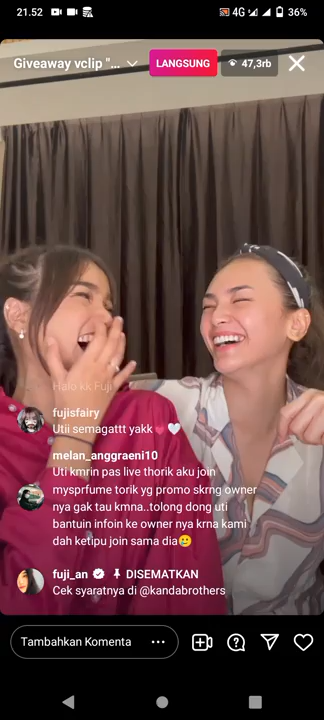 21.52
4G
36%
Giveaway vclip "...
LANGSUNG
47,3rb
Halo kk Fuji
fujisfairy
Utii semagattt yakk💗🤍
melan_anggraeni10
Uti kmrin pas live thorik aku join
mysprfume torik yg promo skrng owner
nya gak tau kmna..tolong dong uti
bantuin infoin ke owner nya krna kami
dah ketipu join sama dia🥲
fuji_an DISEMATKAN
Cek syaratnya di @kandabrothers
Tambahkan Komenta